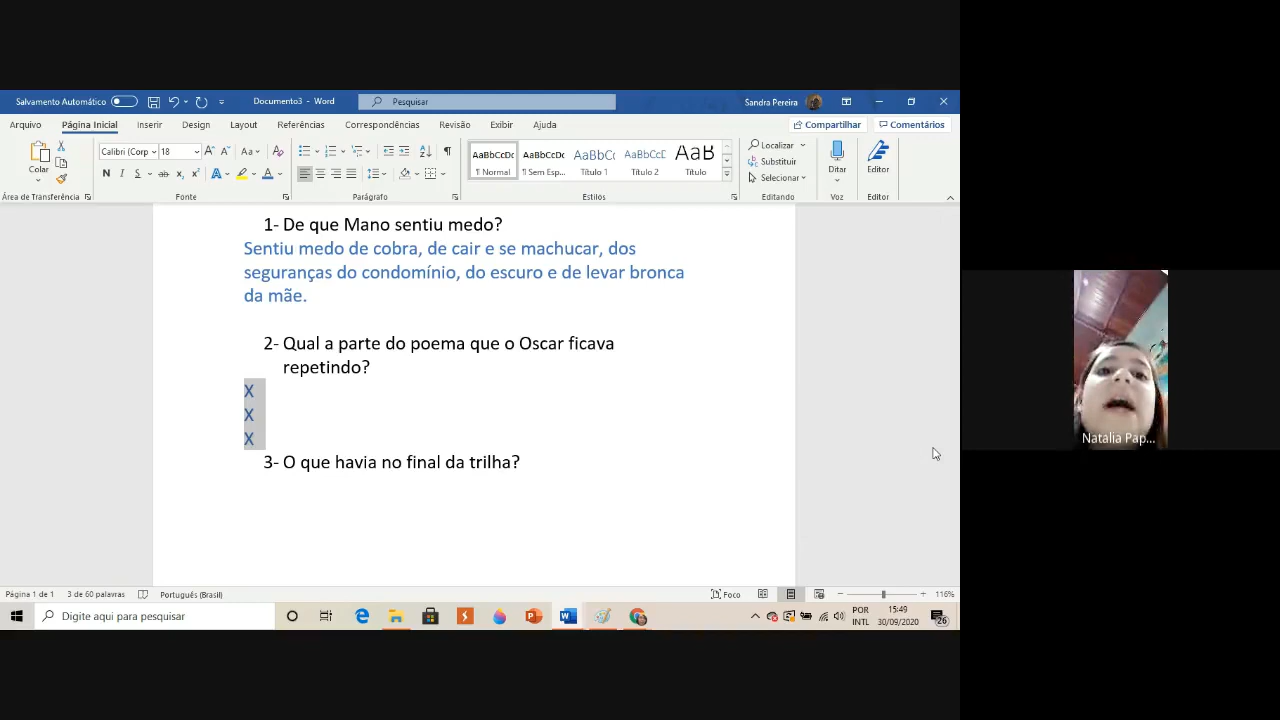 Salvamento Automático
Documento3 - Word
Pesquisar
Sandra Pereira
Arquivo Página Inicial Inserir Design Layout Referências Correspondências Revisão Exibir Ajuda
Compartilhar Comentários
Colar
Calibri (Corp 18
Aa
N I S ab x₂ x²
AaBbCcDc AaBbCcDc AaBbCc AaBbCcD AaB
¶ Normal ¶ Sem Esp... Título 1 Título 2 Título
Localizar
Substituir
Selecionar
Ditar
Editor
Área de Transferência Fonte Parágrafo Estilos Editando Voz Editor
1- De que Mano sentiu medo?
Sentiu medo de cobra, de cair e se machucar, dos
seguranças do condomínio, do escuro e de levar bronca
da mãe.
2- Qual a parte do poema que o Oscar ficava
repetindo?
X
X
X
3- O que havia no final da trilha?
Natalia Pap...
Página 1 de 1 3 de 60 palavras Português (Brasil) Foco 116%
Digite aqui para pesquisar
POR
INTL
15:49
30/09/2020
26